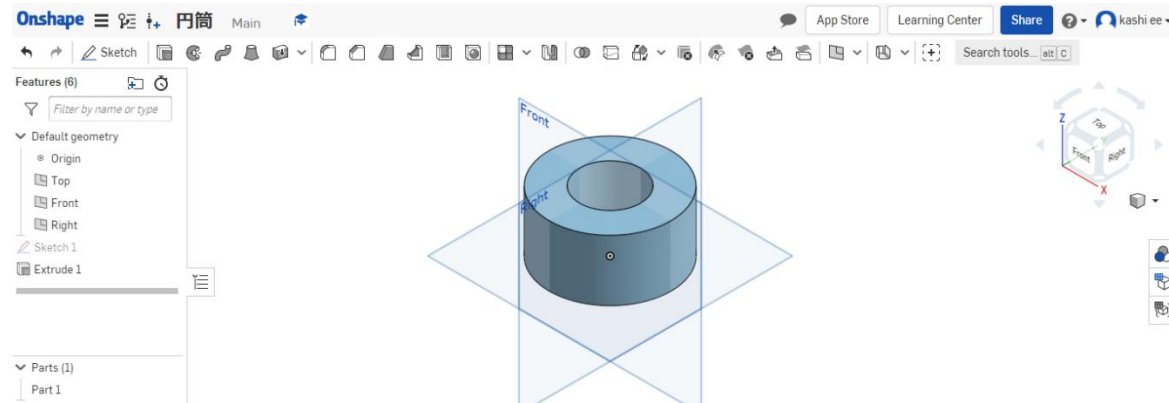 Onshape 円筒 Main App Store Learning Center Share kashi ee
Sketch Search tools... alt C
Features (6)
Filter by name or type
Default geometry
Origin
Top
Front
Right
Sketch 1
Extrude 1
Parts (1)
Part 1
Front
Right
Z
Top
Front Right
X